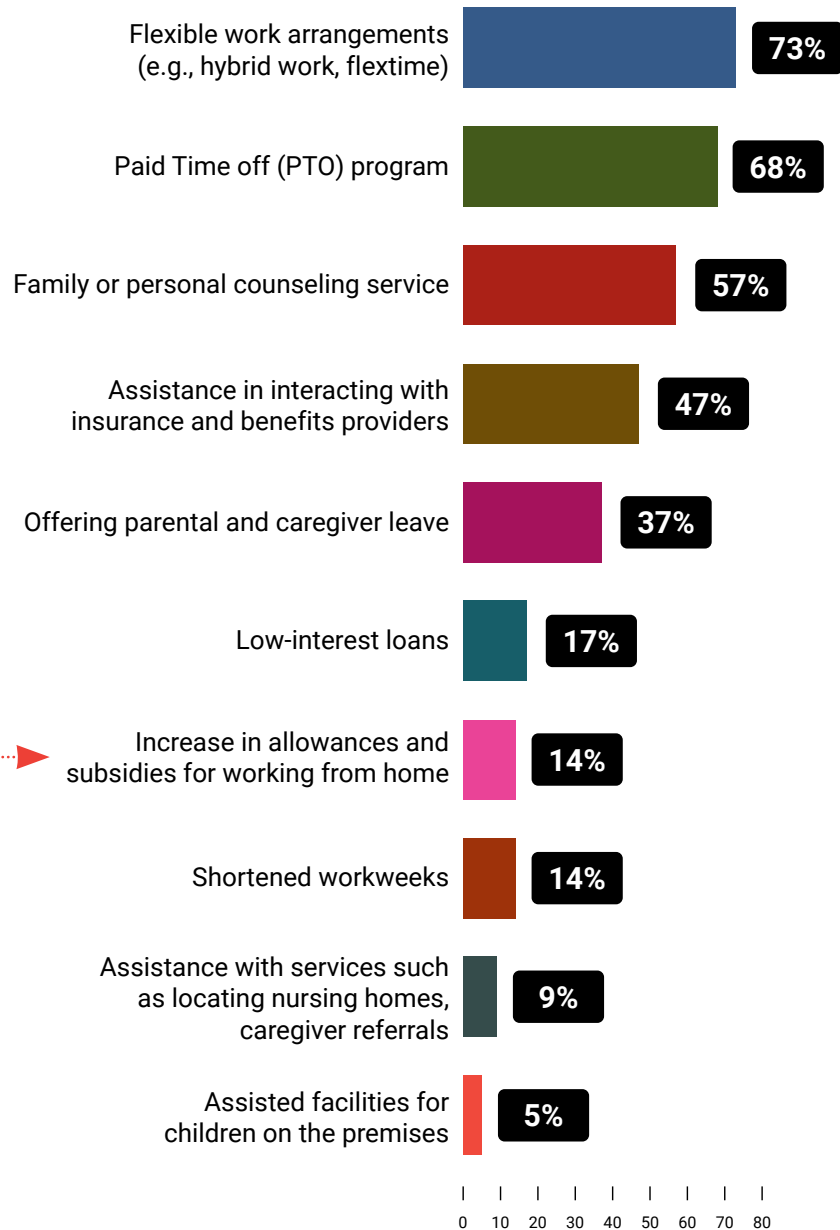 Flexible work arrangements
(e.g., hybrid work, flextime)
73%
Paid Time off (PTO) program
68%
Family or personal counseling service
57%
Assistance in interacting with
insurance and benefits providers
47%
Offering parental and caregiver leave
37%
Low-interest loans
17%
Increase in allowances and
subsidies for working from home
14%
Shortened workweeks
14%
Assistance with services such
as locating nursing homes,
caregiver referrals
9%
Assisted facilities for
children on the premises
5%
0 10 20 30 40 50 60 70 80